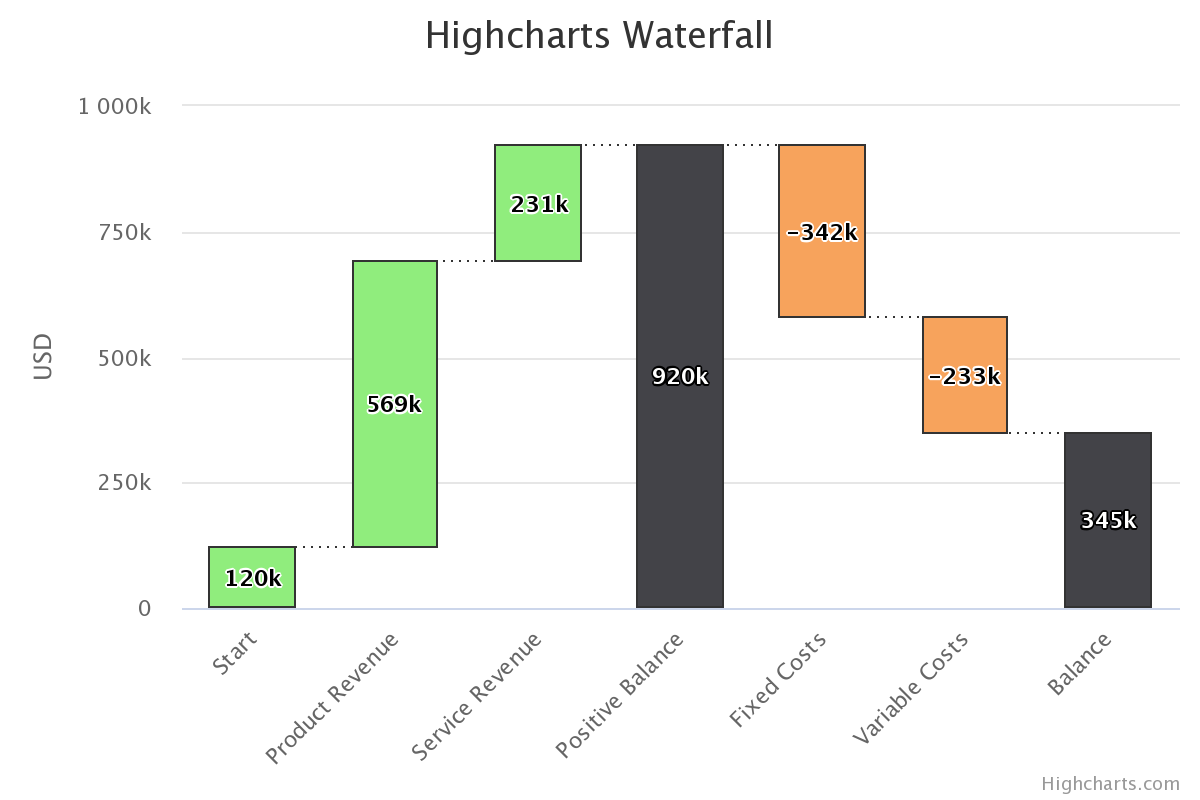 Highcharts Waterfall
USD
1 000k
750k
500k
250k
0
120k
569k
231k
920k
−342k
−233k
345k
Start
Product Revenue
Service Revenue
Positive Balance
Fixed Costs
Variable Costs
Balance
Highcharts.com